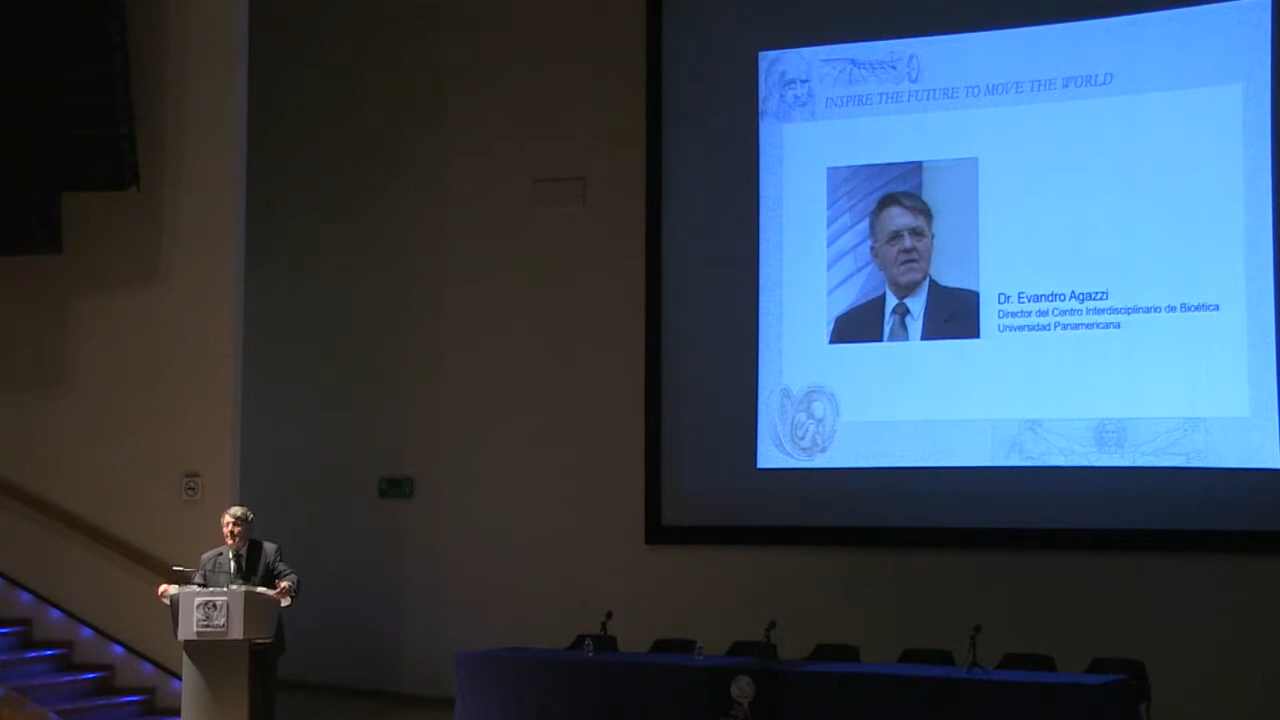 INSPIRE THE FUTURE TO MOVE THE WORLD
Dr. Evandro Agazzi
Director del Centro Interdisciplinario de Bioética
Universidad Panamericana